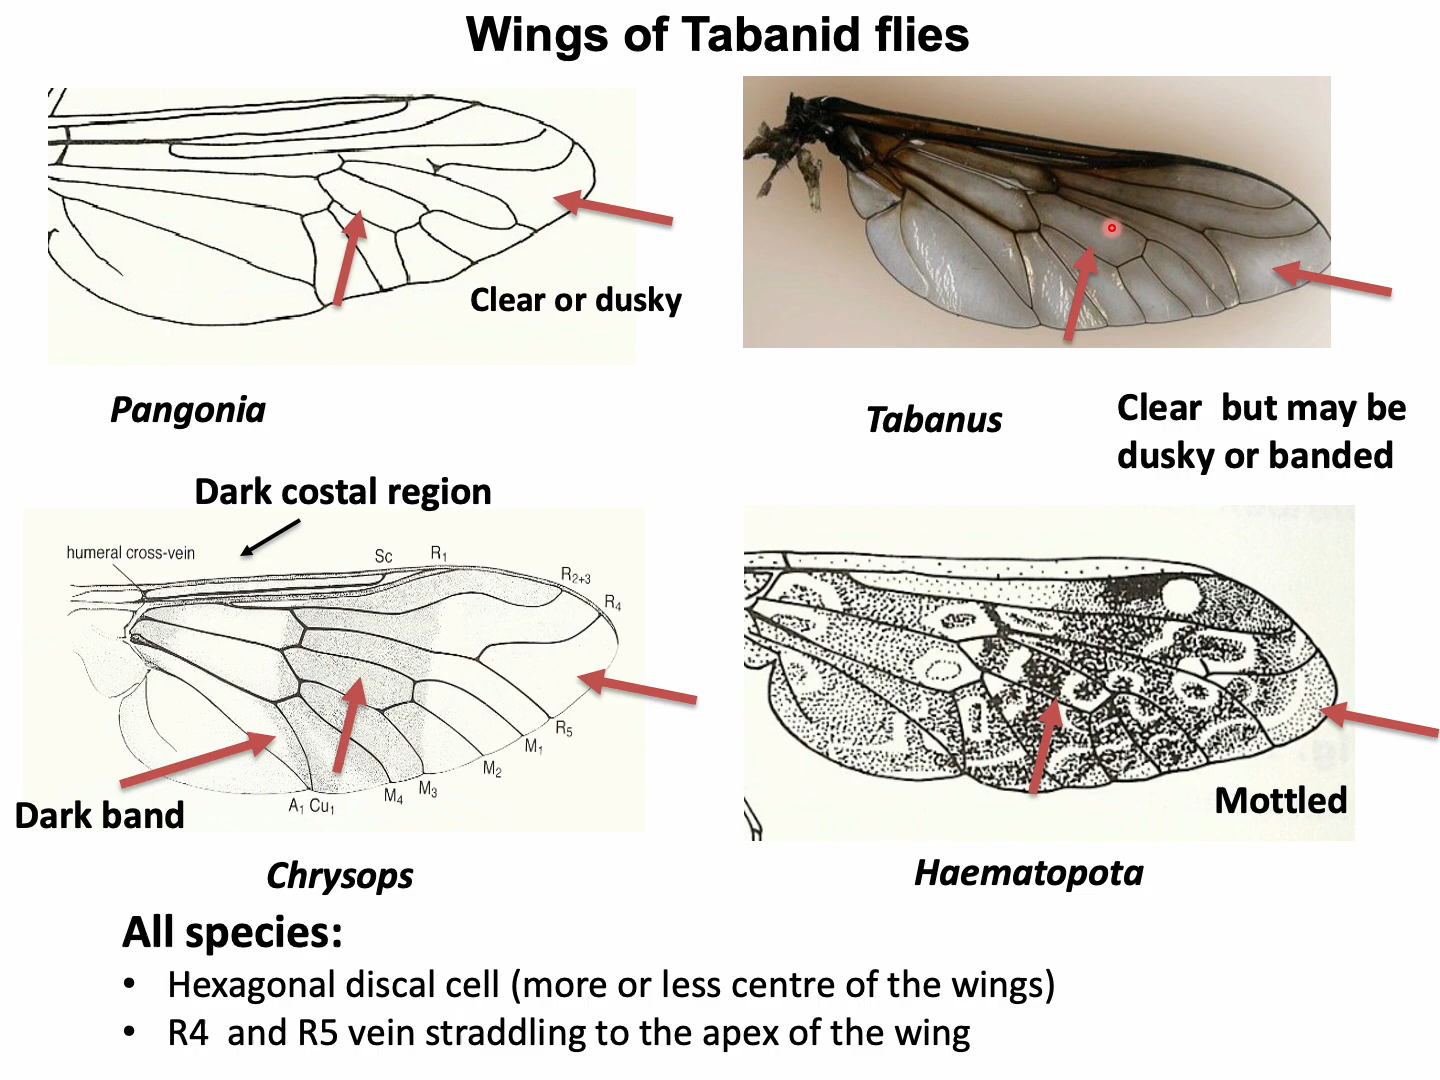 Wings of Tabanid flies
Clear or dusky
Pangonia
Tabanus
Clear  but may be
dusky or banded
Dark costal region
humeral cross-vein
Sc
R1
R2+3
R4
R5
M1
M2
M3
M4
A1 Cu1
Dark band
Chrysops
Mottled
Haematopota
All species:
• Hexagonal discal cell (more or less centre of the wings)
• R4  and R5 vein straddling to the apex of the wing